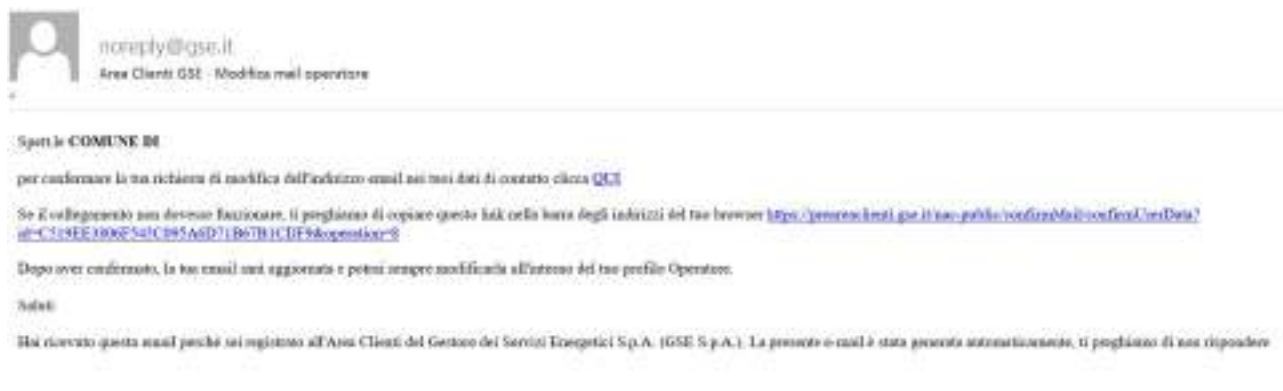 noreply@gse.it
Area Clienti GSE - Modifica mail operatore
Spett.le COMUNE DI
per confermare la tua richiesta di modifica dell'indirizzo email nei tuoi dati di contatto clicca QUI
Se il collegamento non dovesse funzionare, ti preghiamo di copiare questo link nella barra degli indirizzi del tuo browser
Dopo aver confermato, la tua email sarà aggiornata e potrai sempre modificarla all'interno del tuo profilo Operatore.
Saluti
Hai ricevuto questa email perché sei registrato all'Area Clienti del Gestore dei Servizi Energetici S.p.A. (GSE S.p.A.). La presente e-mail è stata generata automaticamente, ti preghiamo di non rispondere